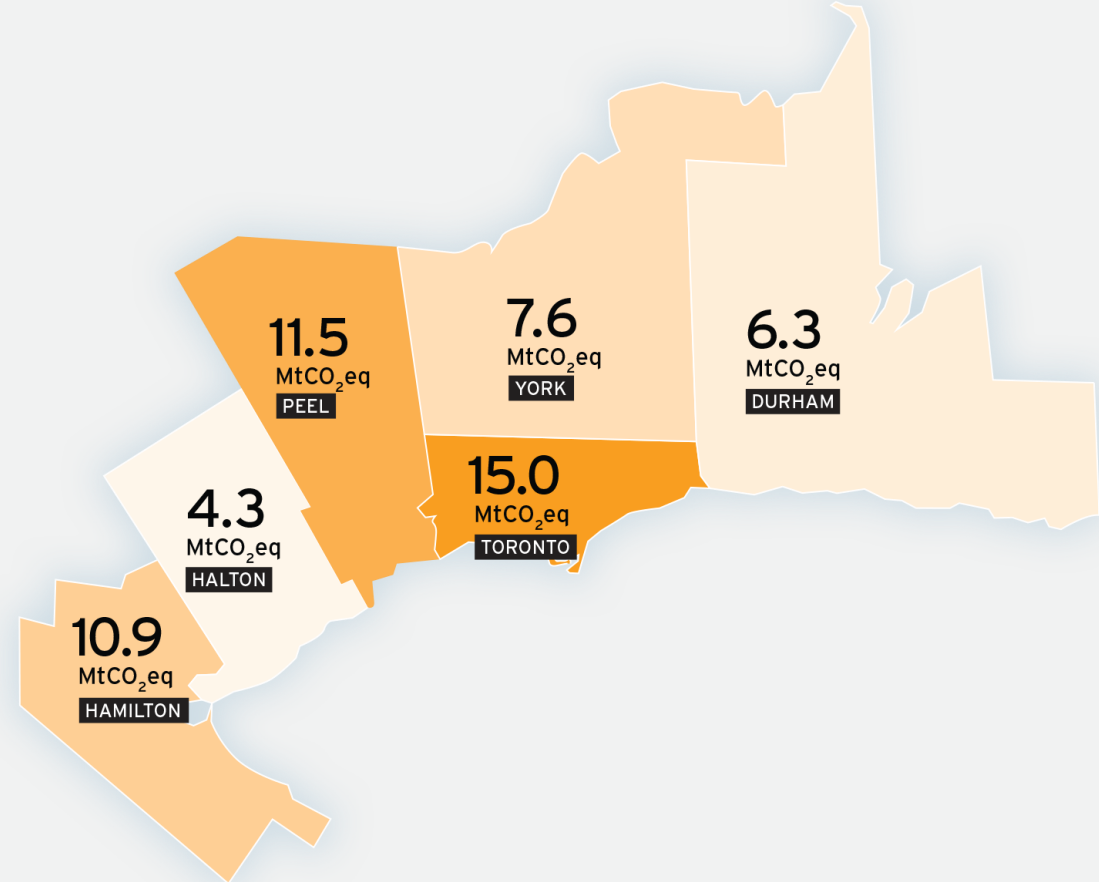 7.6
MtCO₂eq
YORK
6.3
MtCO₂eq
DURHAM
11.5
MtCO₂eq
PEEL
15.0
MtCO₂eq
TORONTO
4.3
MtCO₂eq
HALTON
10.9
MtCO₂eq
HAMILTON